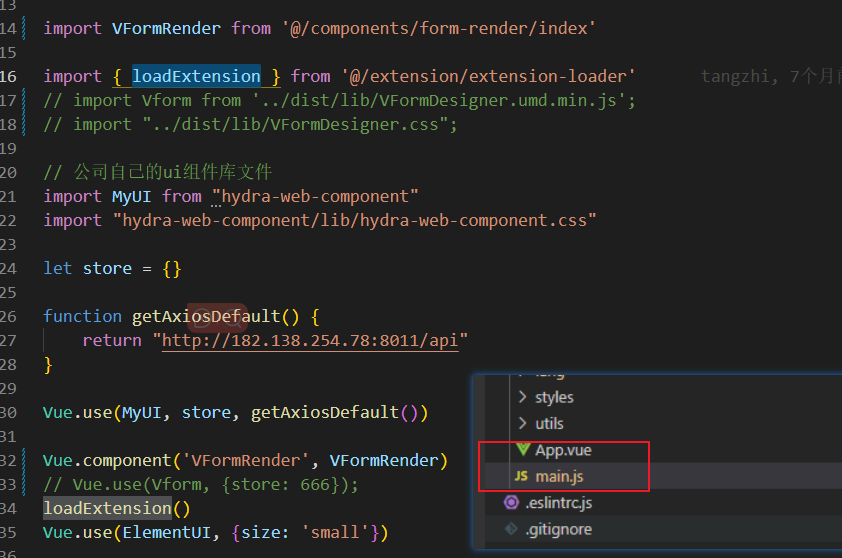 13
14 import VFormRender from '@/components/form-render/index'
15
16 import { loadExtension } from '@/extension/extension-loader' tangzhi, 7个月
17 // import Vform from '../dist/lib/VFormDesigner.umd.min.js';
18 // import "../dist/lib/VFormDesigner.css";
19
20 // 公司自己的ui组件库文件
21 import MyUI from "hydra-web-component"
22 import "hydra-web-component/lib/hydra-web-component.css"
23
24 let store = {}
25
26 function getAxiosDefault() {
27 return "http://182.138.254.78:8011/api"
28 }
29
30 Vue.use(MyUI, store, getAxiosDefault())
31
32 Vue.component('VFormRender', VFormRender)
33 // Vue.use(Vform, {store: 666});
34 loadExtension()
35 Vue.use(ElementUI, {size: 'small'})
36
styles
utils
App.vue
JS main.js
.eslintrc.js
.gitignore